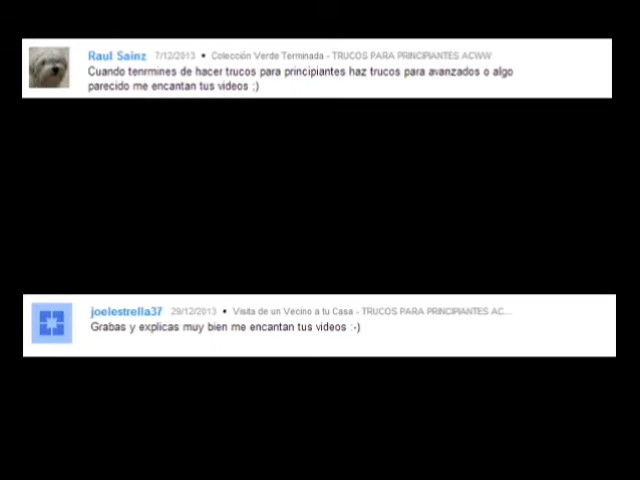 Raul Sainz 7/12/2013 • Colección Verde Terminada - TRUCOS PARA PRINCIPIANTES ACWW
Cuando tenrmines de hacer trucos para principiantes haz trucos para avanzados o algo
parecido me encantan tus videos ;)
joelestrella37 29/12/2013 • Visita de un Vecino a tu Casa - TRUCOS PARA PRINCIPIANTES AC...
Grabas y explicas muy bien me encantan tus videos :-)